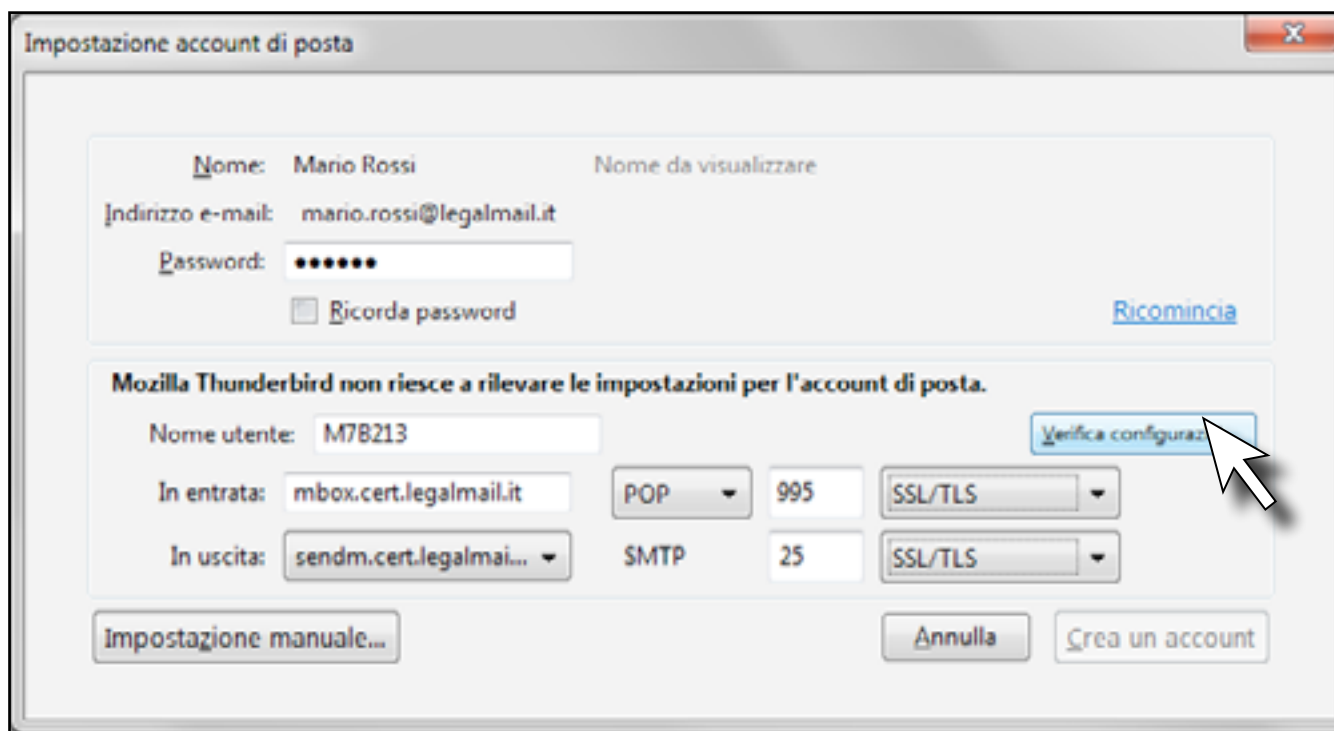 Impostazione account di posta
Nome: Mario Rossi Nome da visualizzare
Indirizzo e-mail: mario.rossi@legalmail.it
Password: ••••••
Ricorda password Ricomincia
Mozilla Thunderbird non riesce a rilevare le impostazioni per l'account di posta.
Nome utente: M7B213 Verifica
In entrata: mbox.cert.legalmail.it POP 995 SSL/TLS
In uscita: sendm.cert.legalmai... SMTP 25 SSL/TLS
Impostazione manuale... Annulla Crea un account